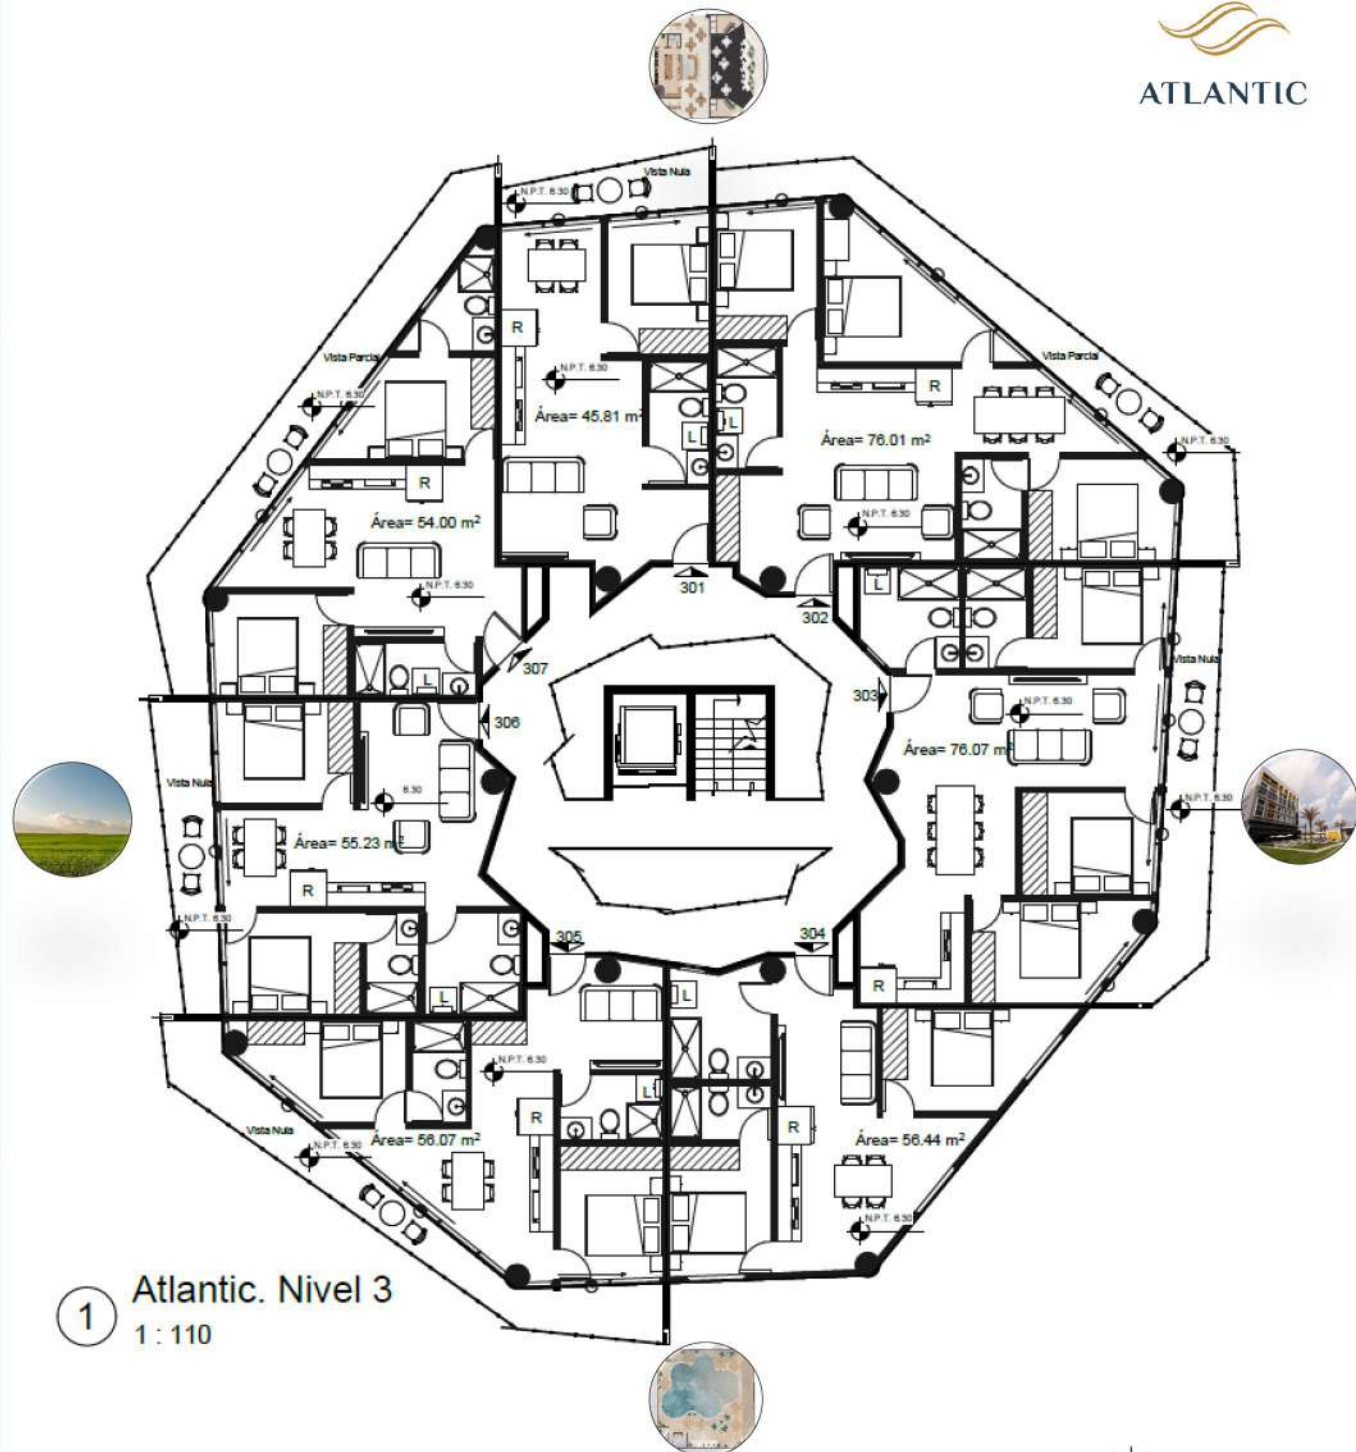 ATLANTIC
Vista Nula
N.P.T. 6.30
R
N.P.T. 6.30
Área= 45.81 m²
L
301
Vista Parcial
N.P.T. 6.30
R
Área= 76.01 m²
L
N.P.T. 6.30
302
Vista Parcial
N.P.T. 6.30
R
Área= 54.00 m²
N.P.T. 6.30
L
307
L
303
Vista Nula
N.P.T. 6.30
Área= 76.07 m²
N.P.T. 6.30
R
306
Vista Nula
6.30
Área= 55.23 m²
R
N.P.T. 6.30
L
305
304
N.P.T. 6.30
L
R
Vista Nula
Área= 56.07 m²
N.P.T. 6.30
L
R
Área= 56.44 m²
N.P.T. 6.30
1
Atlantic. Nivel 3
1 : 110